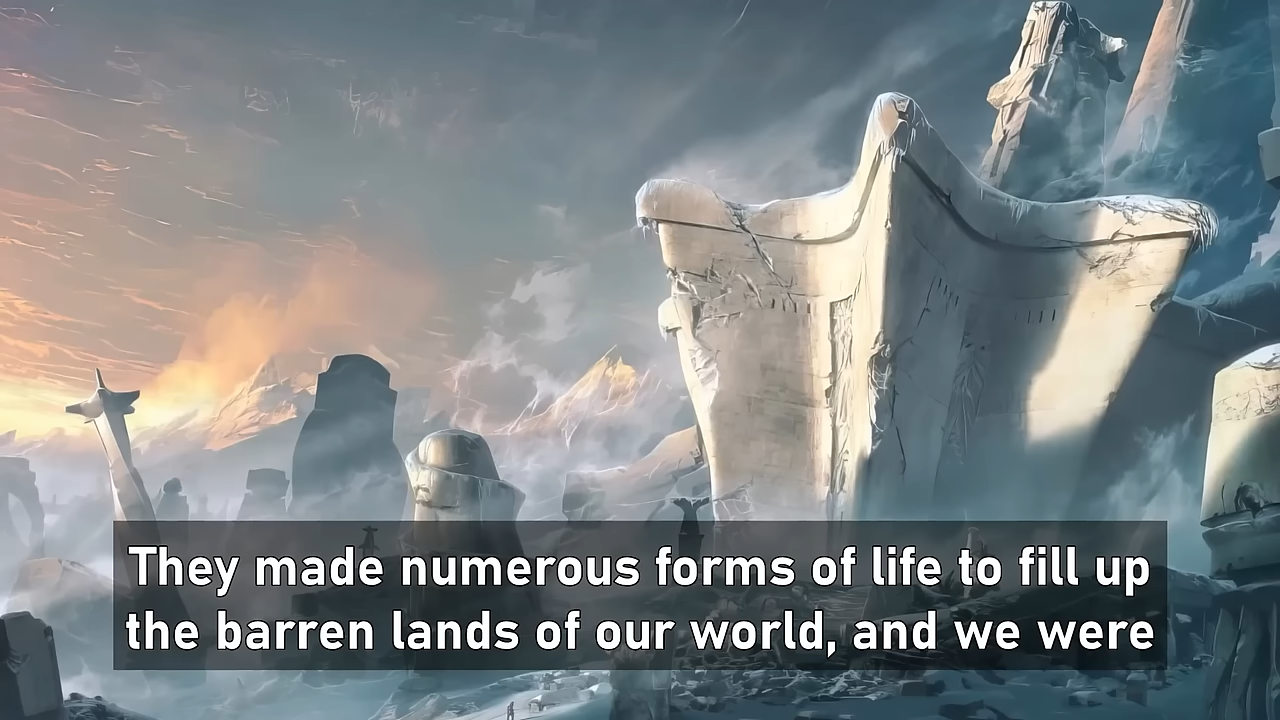 They made numerous forms of life to fill up
the barren lands of our world, and we were